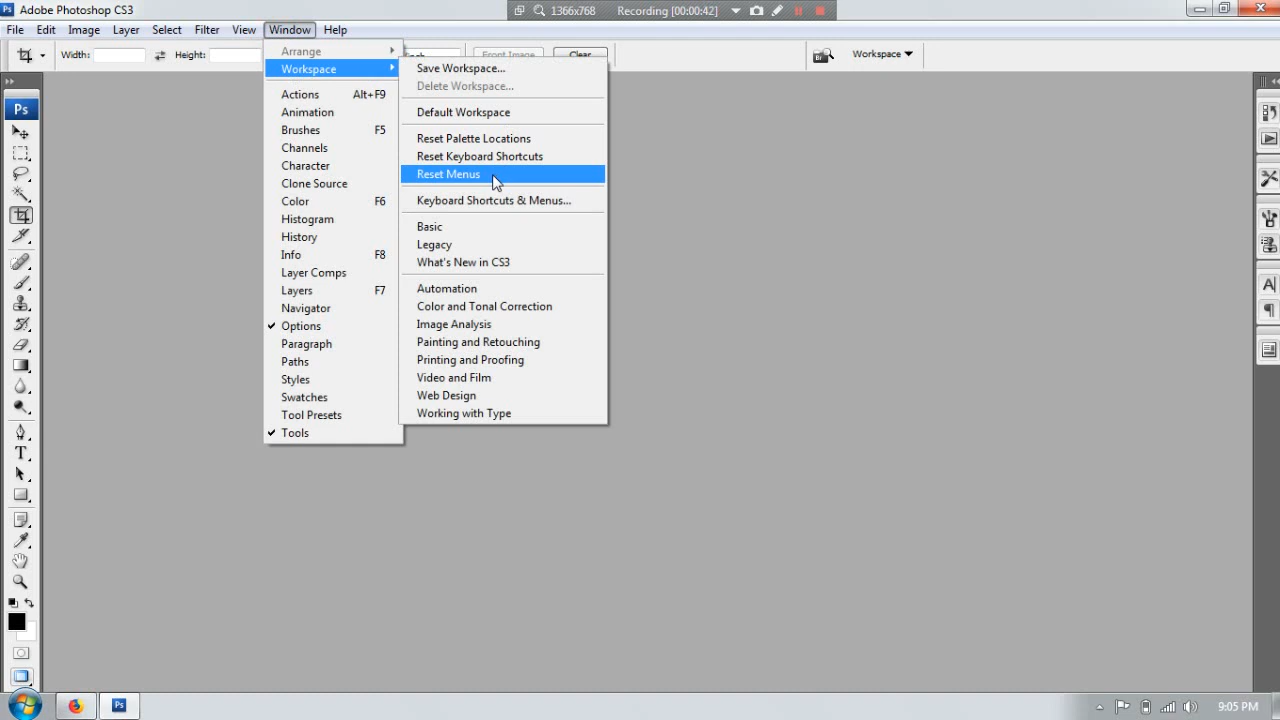 Ps Adobe Photoshop CS3
1366x768 Recording [00:00:42]
File Edit Image Layer Select Filter View Window Help
Width: Height: Front Image Clear Workspace
Ps
Arrange
Workspace
Actions Alt+F9
Animation
Brushes F5
Channels
Character
Clone Source
Color F6
Histogram
History
Info F8
Layer Comps
Layers F7
Navigator
Options
Paragraph
Paths
Styles
Swatches
Tool Presets
Tools
Save Workspace...
Delete Workspace...
Default Workspace
Reset Palette Locations
Reset Keyboard Shortcuts
Reset Menus
Keyboard Shortcuts & Menus...
Basic
Legacy
What's New in CS3
Automation
Color and Tonal Correction
Image Analysis
Painting and Retouching
Printing and Proofing
Video and Film
Web Design
Working with Type
Ps
9:05 PM